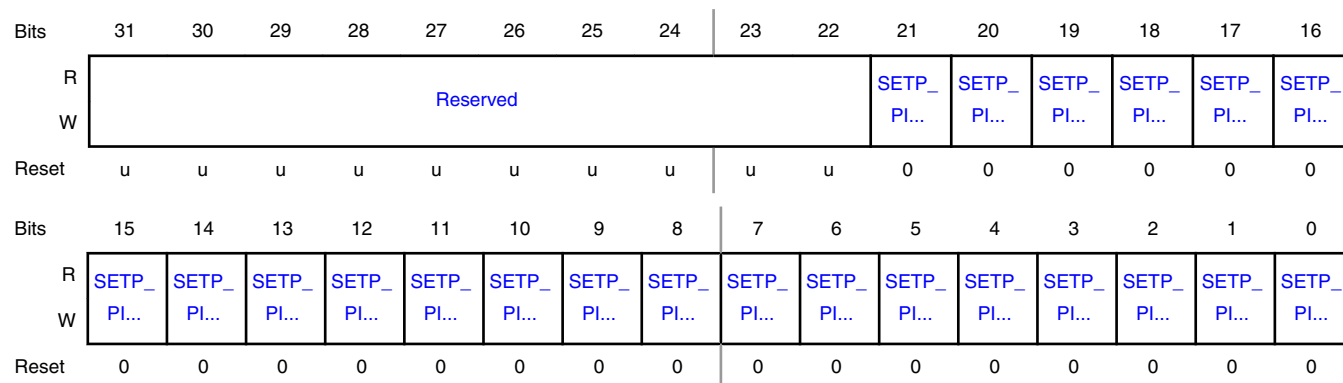 Bits 31 30 29 28 27 26 25 24 23 22 21 20 19 18 17 16
R
W
Reserved
SETP_ SETP_ SETP_ SETP_ SETP_ SETP_
PI... PI... PI... PI... PI... PI...
Reset u u u u u u u u u u 0 0 0 0 0 0
Bits 15 14 13 12 11 10 9 8 7 6 5 4 3 2 1 0
R SETP_ SETP_ SETP_ SETP_ SETP_ SETP_ SETP_ SETP_ SETP_ SETP_ SETP_ SETP_ SETP_ SETP_ SETP_ SETP_
W PI... PI... PI... PI... PI... PI... PI... PI... PI... PI... PI... PI... PI... PI... PI... PI...
Reset 0 0 0 0 0 0 0 0 0 0 0 0 0 0 0 0